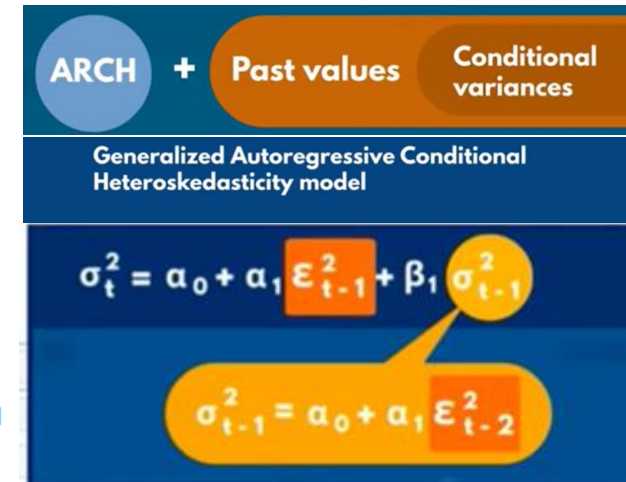 ARCH + Past values Conditional
variances
Generalized Autoregressive Conditional
Heteroskedasticity model
σ²ₜ = α₀ + α₁ ε²ₜ₋₁ + β₁ σ²ₜ₋₁
σ²ₜ₋₁ = α₀ + α₁ ε²ₜ₋₂